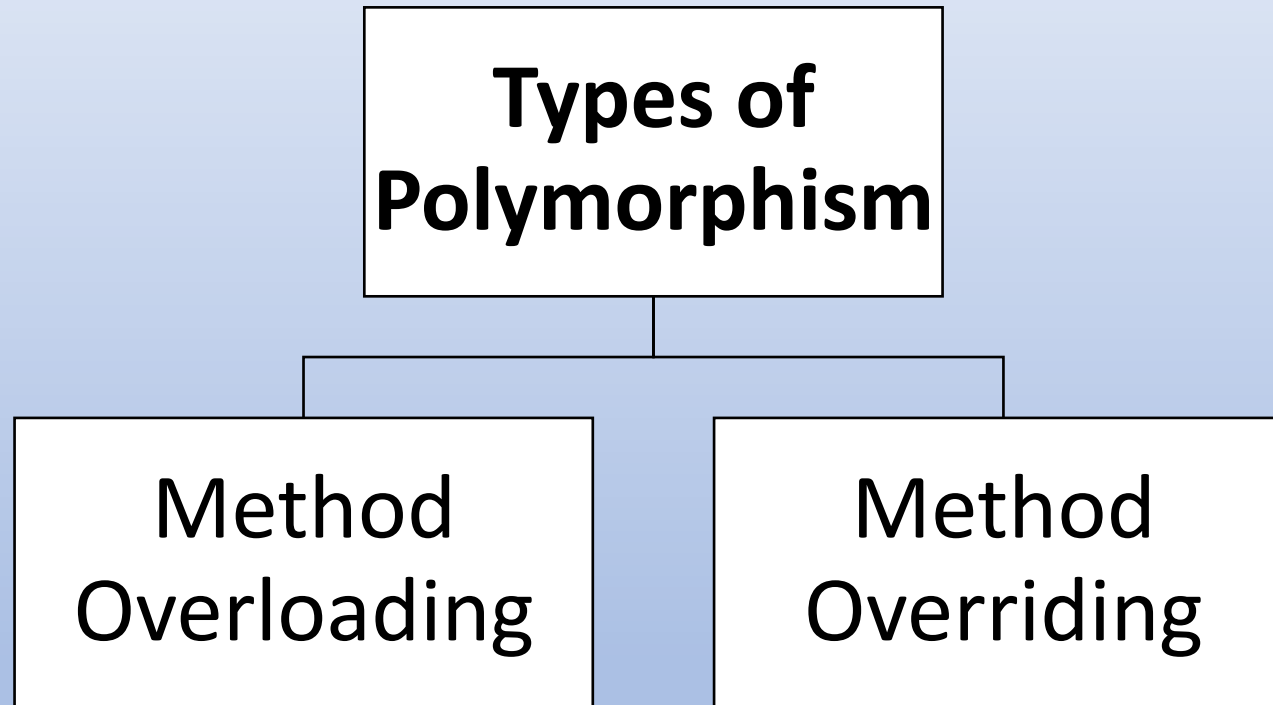 Types of
Polymorphism
Method
Overloading
Method
Overriding